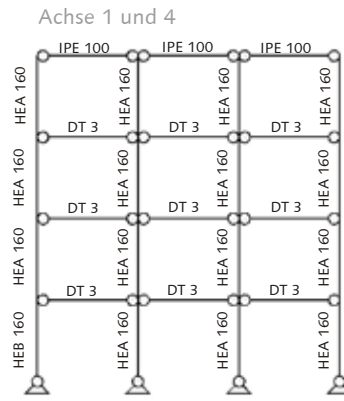 Achse 1 und 4
IPE 100 IPE 100 IPE 100
HEA 160 HEA 160 HEA 160 HEA 160
DT 3 DT 3 DT 3
HEA 160 HEA 160 HEA 160 HEA 160
DT 3 DT 3 DT 3
HEA 160 HEA 160 HEA 160 HEA 160
DT 3 DT 3 DT 3
HEB 160 HEA 160 HEA 160 HEA 160